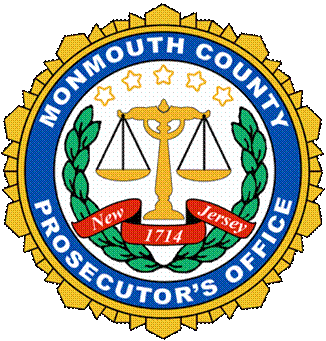 MONMOUTH COUNTY
New Jersey
1714
PROSECUTOR'S OFFICE